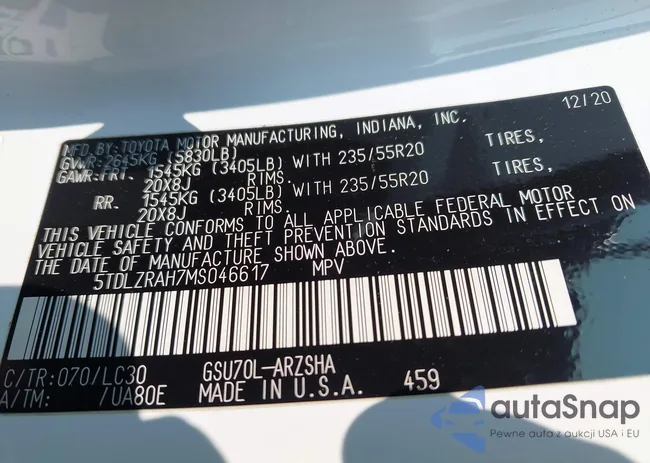 12/20
MFD.BY:TOYOTA MOTOR MANUFACTURING, INDIANA, INC.
GVWR:2645KG (5830LB)
GAWR:FRT. 1545KG (3405LB) WITH 235/55R20 TIRES,
20X8J RIMS.
RR. 1545KG (3405LB) WITH 235/55R20 TIRES,
20X8J RIMS.
THIS VEHICLE CONFORMS TO ALL APPLICABLE FEDERAL MOTOR
VEHICLE SAFETY AND THEFT PREVENTION STANDARDS IN EFFECT ON
THE DATE OF MANUFACTURE SHOWN ABOVE.
5TDLZRAH7MS046617 MPV
C/TR:070/LC30 GSU70L-ARZSHA
A/TM: /UA80E MADE IN U.S.A. 459
autaSnap
Pewne auta z aukcji USA i EU